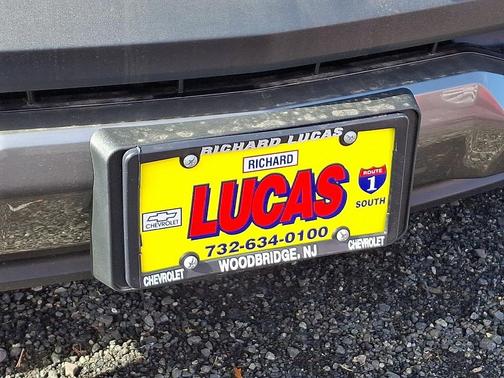 RICHARD LUCAS
RICHARD
LUCAS
ROUTE
1
SOUTH
CHEVROLET
732-634-0100
CHEVROLET WOODBRIDGE, NJ CHEVROLET